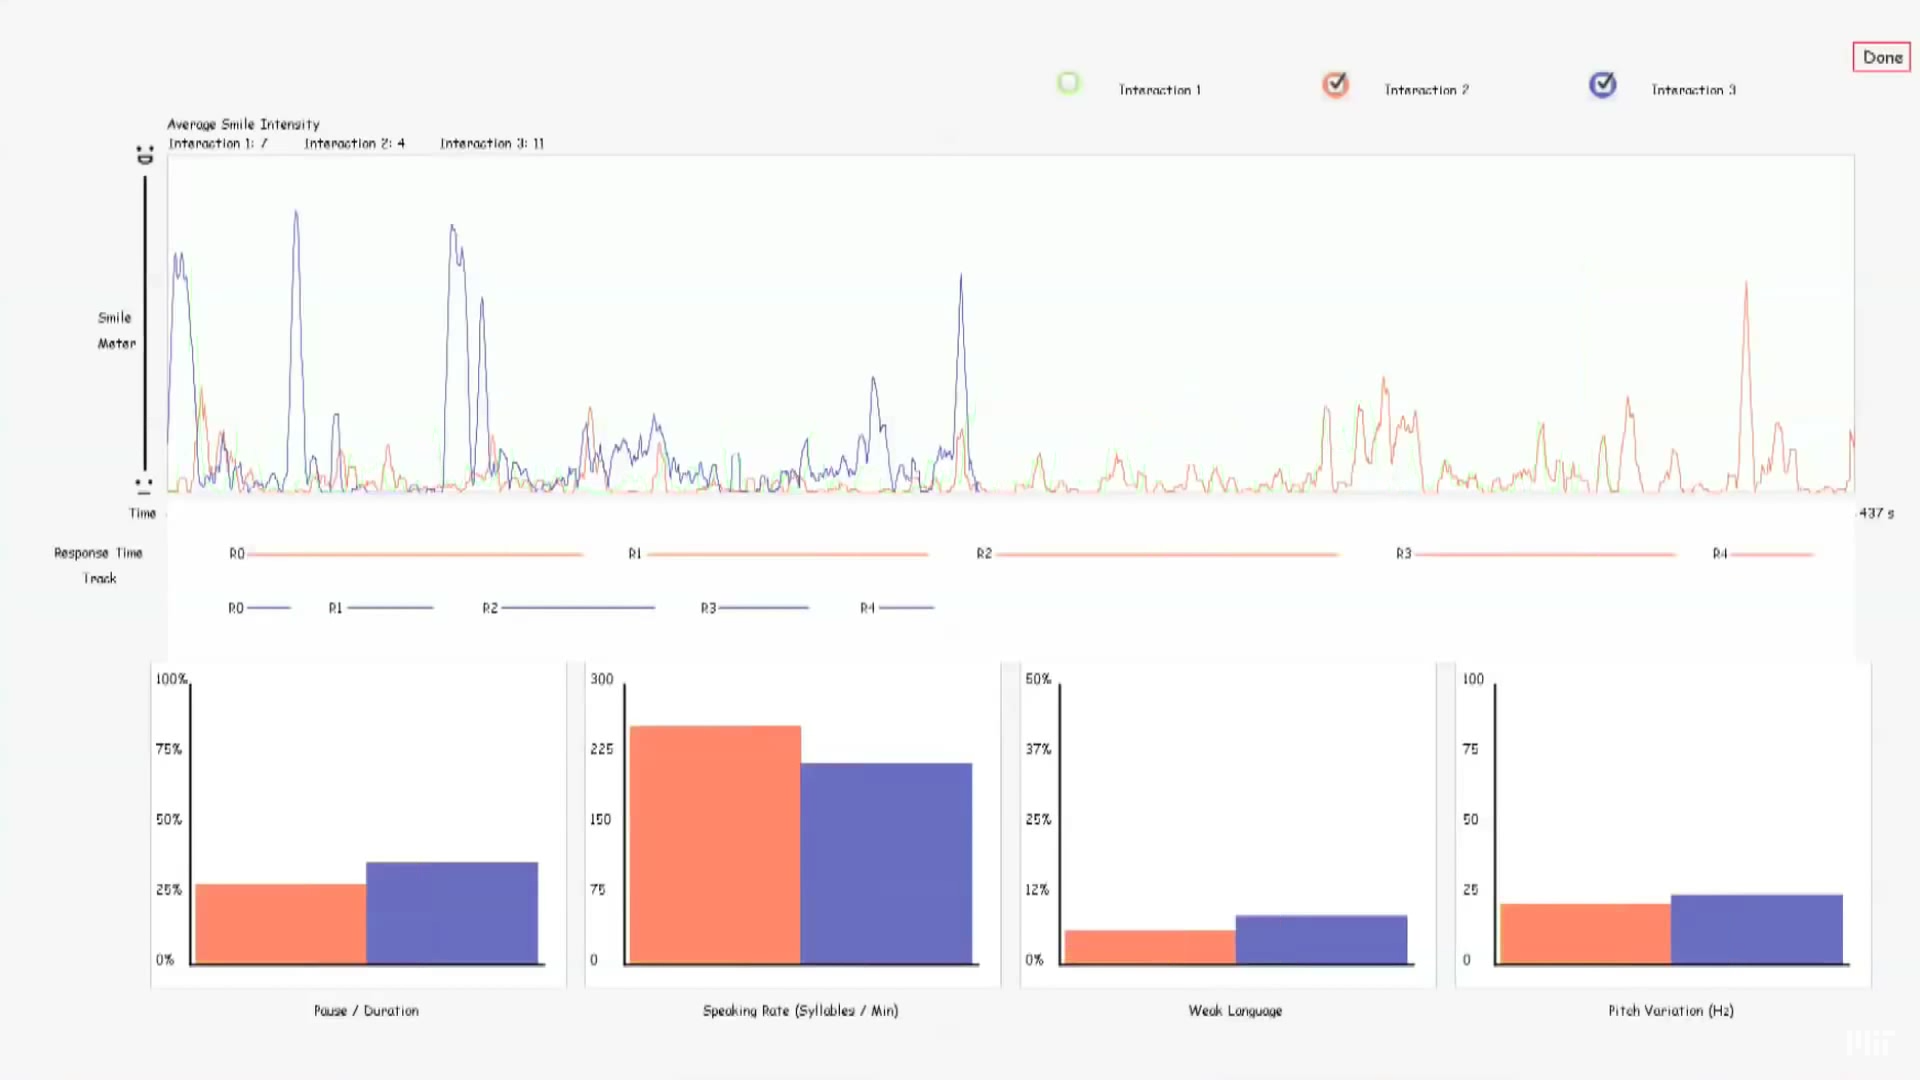 Done
Interaction 1
Interaction 2
Interaction 3
Average Smile Intensity
Interaction 1: 7 Interaction 2: 4 Interaction 3: 11
:D
Smile
Meter
:|
Time
437 s
Response Time
Track
R0 R1 R2 R3 R4
R0 R1 R2 R3 R4
100%
75%
50%
25%
0%
Pause / Duration
300
225
150
75
0
Speaking Rate (Syllables / Min)
50%
37%
25%
12%
0%
Weak Language
100
75
50
25
0
Pitch Variation (Hz)
MIT